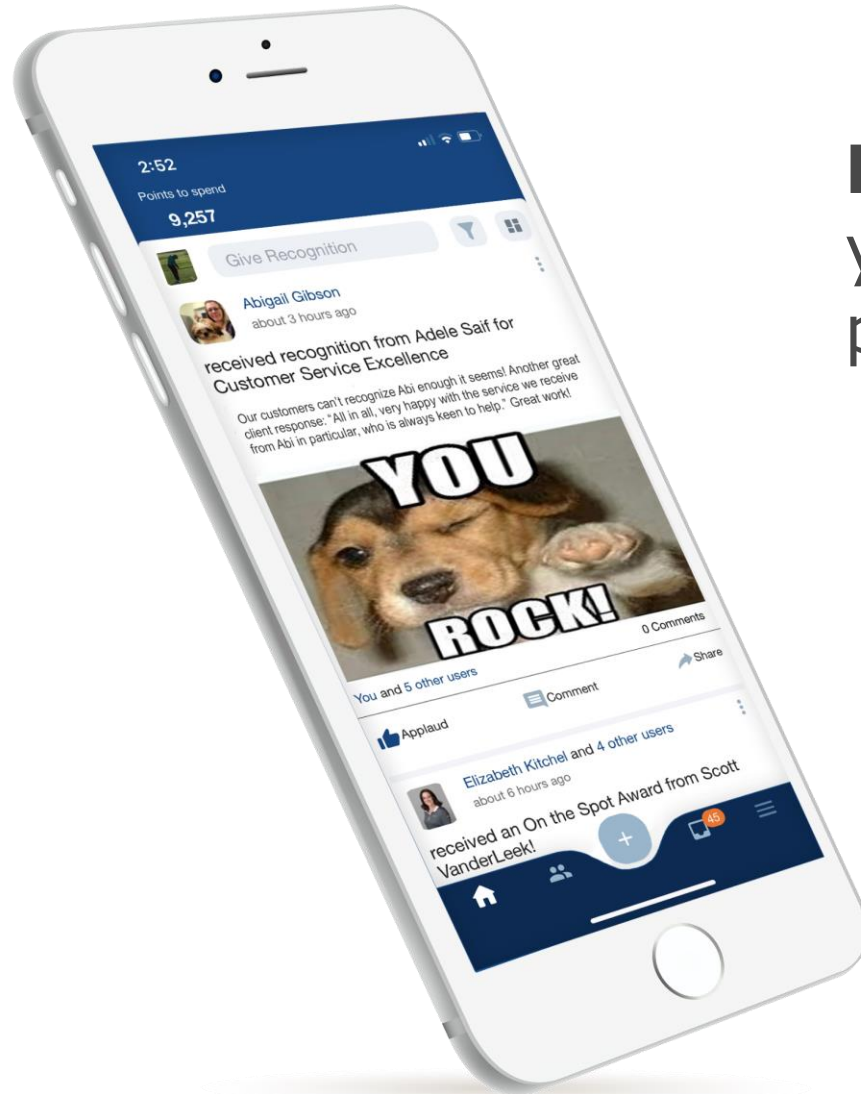 2:52
Points to spend
9,257
Give Recognition
Abigail Gibson
about 3 hours ago
received recognition from Adele Saif for
Customer Service Excellence
Our customers can't recognize Abi enough it seems! Another great
client response: "All in all, very happy with the service we receive
from Abi in particular, who is always keen to help." Great work!
YOU
ROCK!
You and 5 other users
0 Comments
Applaud
Comment
Share
Elizabeth Kitchel and 4 other users
about 6 hours ago
received an On the Spot Award from Scott
VanderLeek!
+
45